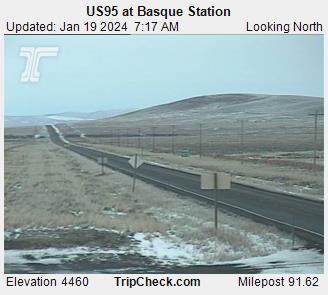 US95 at Basque Station
Updated: Jan 19 2024 7:17 AM Looking North
Elevation 4460 TripCheck.com Milepost 91.62